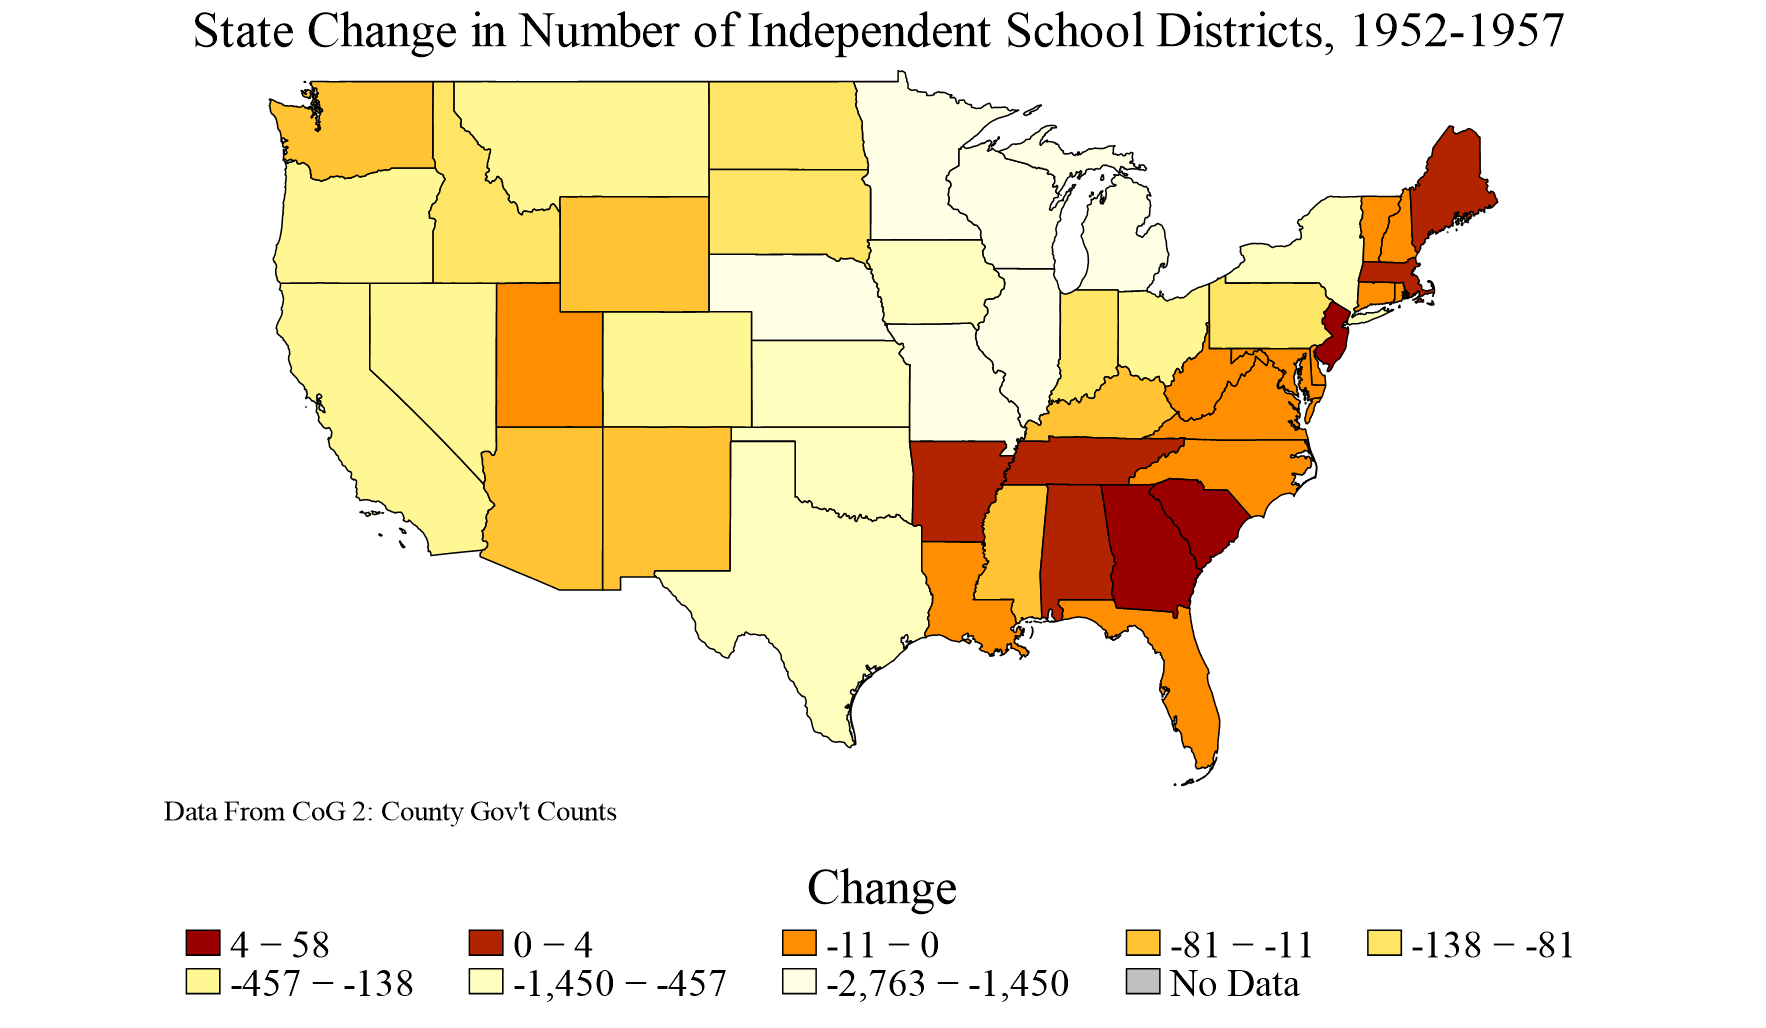 State Change in Number of Independent School Districts, 1952-1957
Data From CoG 2: County Gov't Counts
Change
4 − 58 0 − 4 -11 − 0 -81 − -11 -138 − -81
-457 − -138 -1,450 − -457 -2,763 − -1,450 No Data